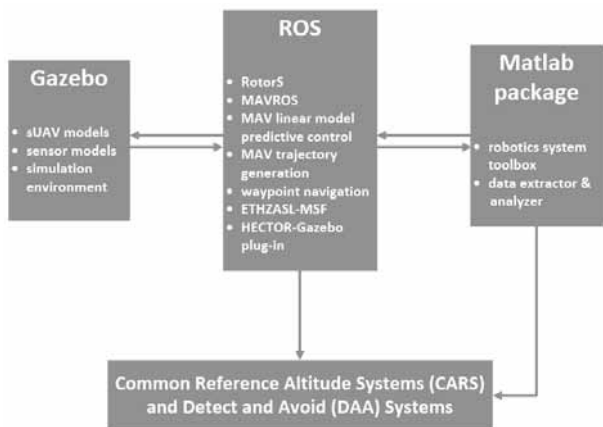 Gazebo
• sUAV models
• sensor models
• simulation
environment
ROS
• RotorS
• MAVROS
• MAV linear model
predictive control
• MAV trajectory
generation
• waypoint navigation
• ETHZASL-MSF
• HECTOR-Gazebo
plug-in
Matlab
package
• robotics system
toolbox
• data extractor &
analyzer
Common Reference Altitude Systems (CARS)
and Detect and Avoid (DAA) Systems